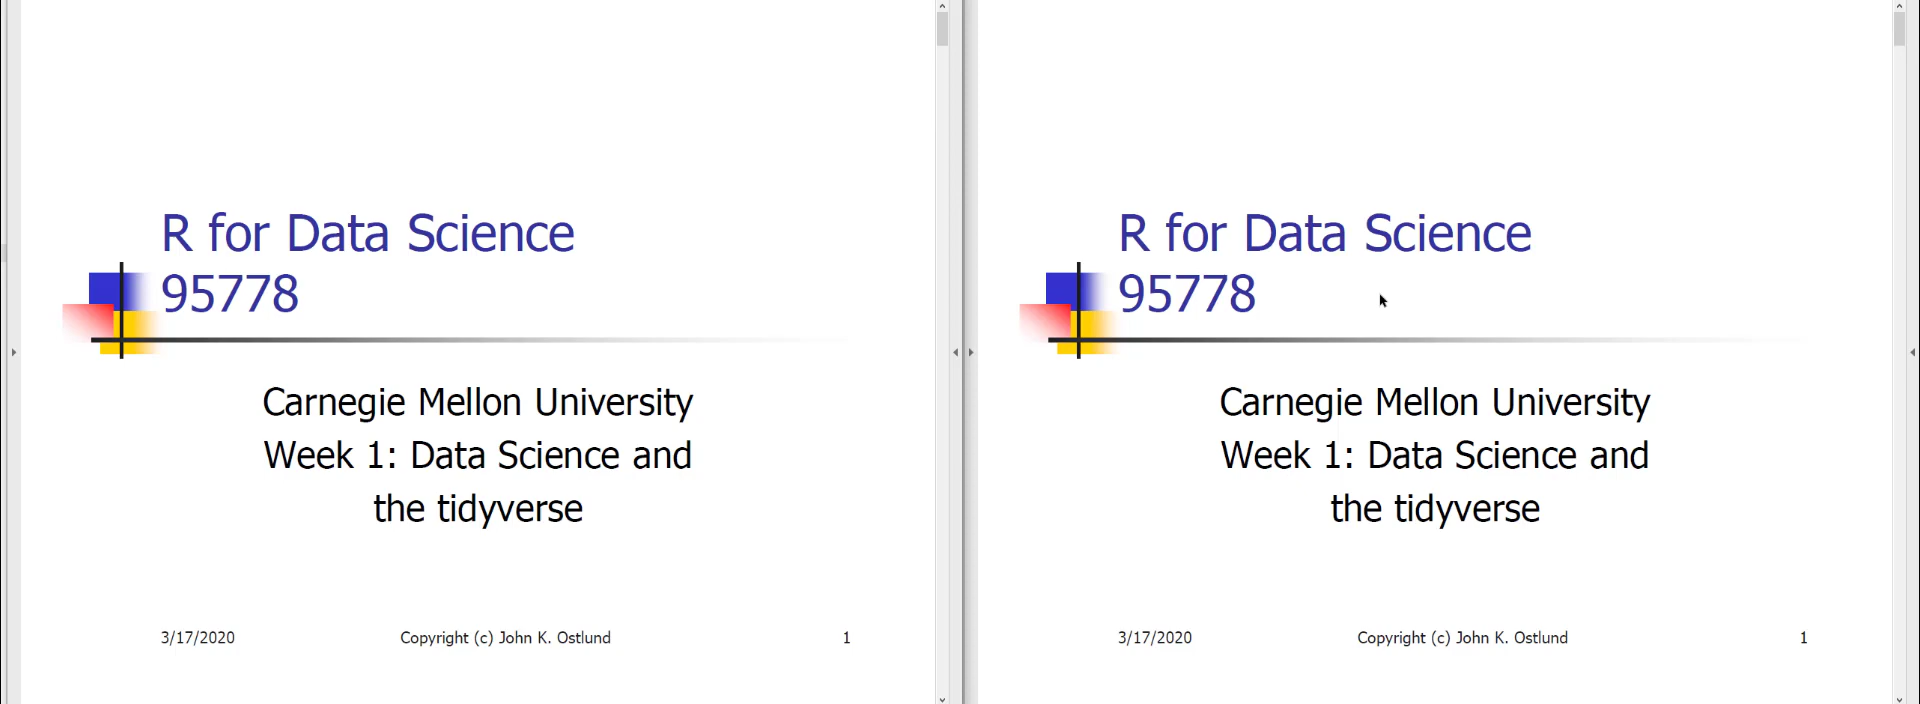 R for Data Science
95778
Carnegie Mellon University
Week 1: Data Science and
the tidyverse
3/17/2020
Copyright (c) John K. Ostlund
1
R for Data Science
95778
Carnegie Mellon University
Week 1: Data Science and
the tidyverse
3/17/2020
Copyright (c) John K. Ostlund
1